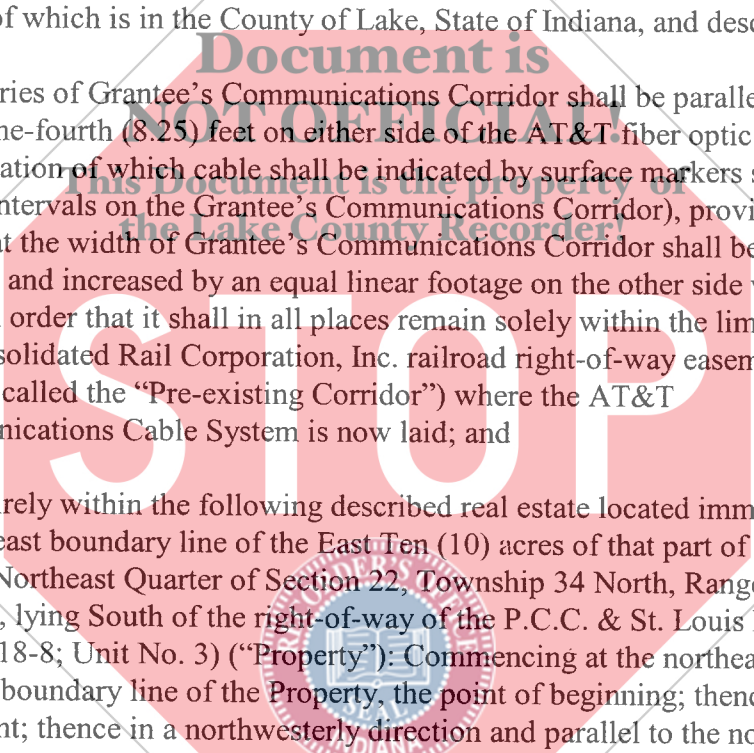 of which is in the County of Lake, State of Indiana, and desc
Document is
ries of Grantee's Communications Corridor shall be paralle
NOT OFFICIAL!
ne-fourth (8.25) feet on either side of the AT&T fiber optic
ation of which cable shall be indicated by surface markers s
This Document is the property of
ntervals on the Grantee's Communications Corridor), provi
the Lake County Recorder!
at the width of Grantee's Communications Corridor shall be
and increased by an equal linear footage on the other side
order that it shall in all places remain solely within the lim
solidated Rail Corporation, Inc. railroad right-of-way easem
called the “Pre-existing Corridor”) where the AT&T
STOP
nications Cable System is now laid; and
irely within the following described real estate located imm
east boundary line of the East Ten (10) acres of that part of
Northeast Quarter of Section 22, Township 34 North, Range
, lying South of the right-of-way of the P.C.C. & St. Louis
18-8; Unit No. 3) (“Property”): Commencing at the northea
boundary line of the Property, the point of beginning; thenc
nt; thence in a northwesterly direction and parallel to the no
RECORDER'S OFFICE
SEAL
INDIANA